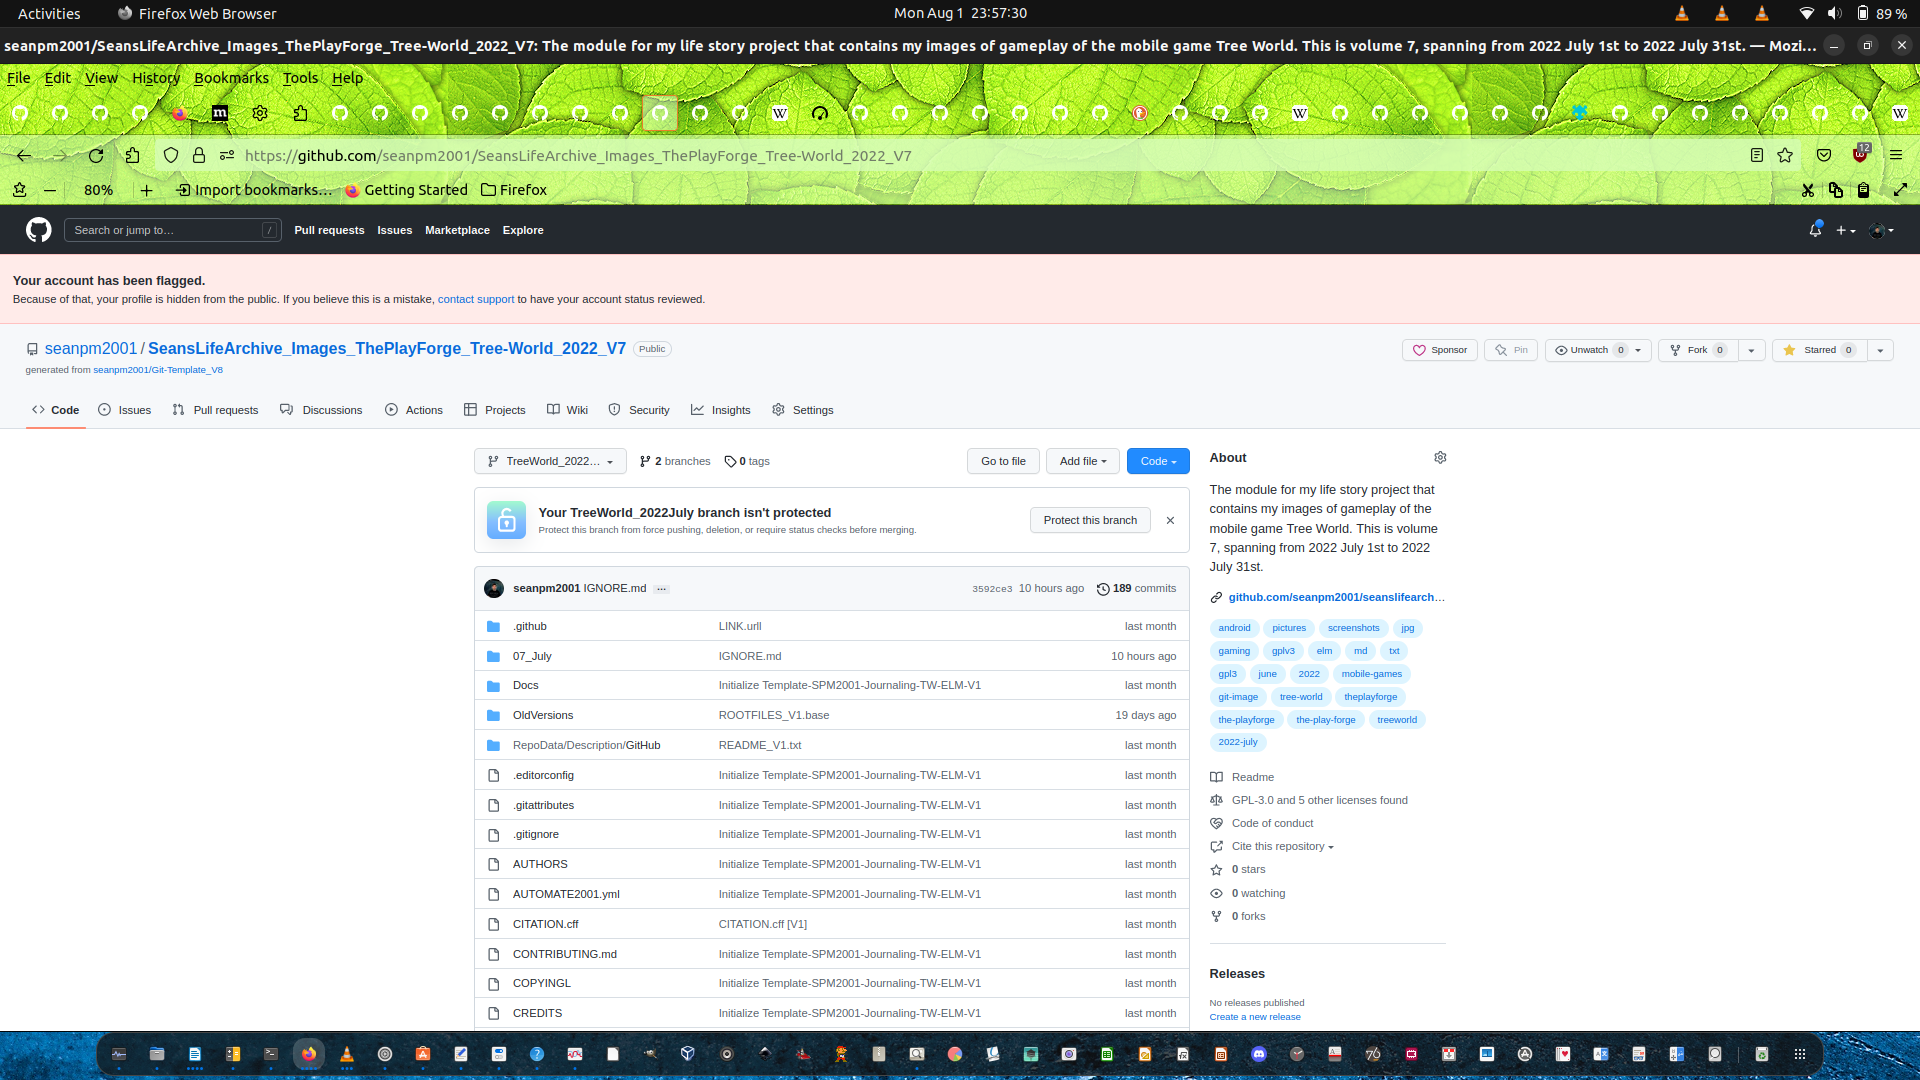 Activities Firefox Web Browser Mon Aug 1 23:57:30 89 %
seanpm2001/SeansLifeArchive_Images_ThePlayForge_Tree-World_2022_V7: The module for my life story project that contains my images of gameplay of the mobile game Tree World. This is volume 7, spanning from 2022 July 1st to 2022 July 31st. — Mozi…
File Edit View History Bookmarks Tools Help
https://github.com/seanpm2001/SeansLifeArchive_Images_ThePlayForge_Tree-World_2022_V7 12
80% Import bookmarks… Getting Started Firefox
Search or jump to… / Pull requests Issues Marketplace Explore
Your account has been flagged.
Because of that, your profile is hidden from the public. If you believe this is a mistake, contact support to have your account status reviewed.
seanpm2001 / SeansLifeArchive_Images_ThePlayForge_Tree-World_2022_V7 Public
Sponsor Pin Unwatch 0 Fork 0 Starred 0
generated from seanpm2001/Git-Template_V8
Code Issues Pull requests Discussions Actions Projects Wiki Security Insights Settings
TreeWorld_2022… 2 branches 0 tags Go to file Add file Code
Your TreeWorld_2022July branch isn't protected
Protect this branch from force pushing, deletion, or require status checks before merging.
Protect this branch
seanpm2001 IGNORE.md … 3592ce3 10 hours ago 189 commits
.github LINK.urll last month
07_July IGNORE.md 10 hours ago
Docs Initialize Template-SPM2001-Journaling-TW-ELM-V1 last month
OldVersions ROOTFILES_V1.base 19 days ago
RepoData/Description/GitHub README_V1.txt last month
.editorconfig Initialize Template-SPM2001-Journaling-TW-ELM-V1 last month
.gitattributes Initialize Template-SPM2001-Journaling-TW-ELM-V1 last month
.gitignore Initialize Template-SPM2001-Journaling-TW-ELM-V1 last month
AUTHORS Initialize Template-SPM2001-Journaling-TW-ELM-V1 last month
AUTOMATE2001.yml Initialize Template-SPM2001-Journaling-TW-ELM-V1 last month
CITATION.cff CITATION.cff [V1] last month
CONTRIBUTING.md Initialize Template-SPM2001-Journaling-TW-ELM-V1 last month
COPYINGL Initialize Template-SPM2001-Journaling-TW-ELM-V1 last month
CREDITS Initialize Template-SPM2001-Journaling-TW-ELM-V1 last month
About
The module for my life story project that
contains my images of gameplay of the
mobile game Tree World. This is volume
7, spanning from 2022 July 1st to 2022
July 31st.
github.com/seanpm2001/seanslifearch…
android pictures screenshots jpg
gaming gplv3 elm md txt
gpl3 june 2022 mobile-games
git-image tree-world theplayforge
the-playforge the-play-forge treeworld
2022-july
Readme
GPL-3.0 and 5 other licenses found
Code of conduct
Cite this repository
0 stars
0 watching
0 forks
Releases
No releases published
Create a new release